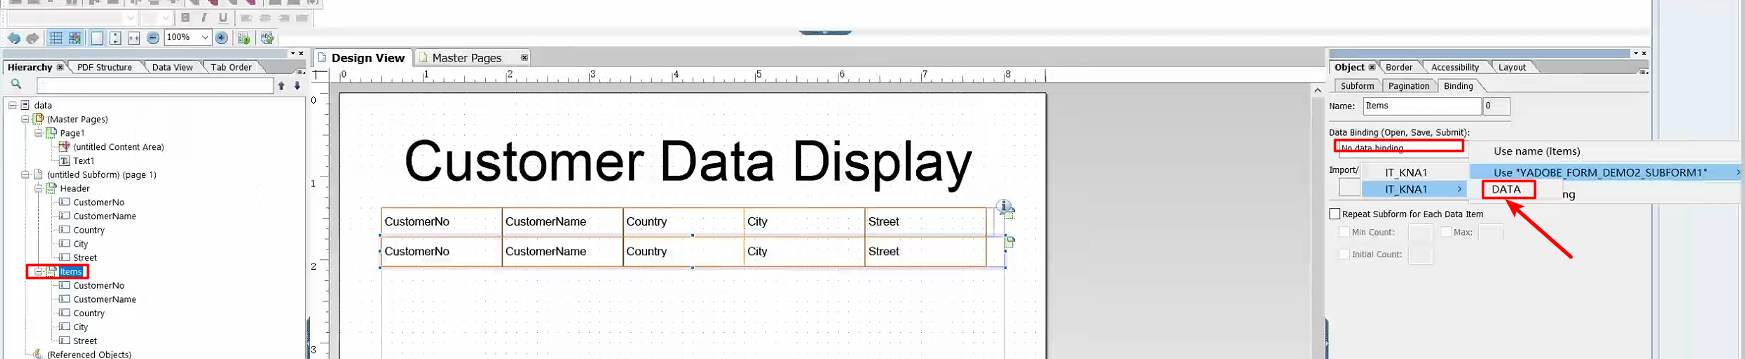 B I U
100%
Hierarchy PDF Structure Data View Tab Order
data
(Master Pages)
Page1
(untitled Content Area)
Text1
(untitled Subform) (page 1)
Header
CustomerNo
CustomerName
Country
City
Street
Items
CustomerNo
CustomerName
Country
City
Street
(Referenced Objects)
Design View Master Pages
0 1 2 3 4 5 6 7 8
0
1
2
3
Customer Data Display
CustomerNo CustomerName Country City Street
CustomerNo CustomerName Country City Street
Object Border Accessibility Layout
Subform Pagination Binding
Name: Items 0
Data Binding (Open, Save, Submit):
No data binding
Use name (Items)
Import/ IT_KNA1 Use "YADOBE_FORM_DEMO2_SUBFORM1"
IT_KNA1 DATA ng
Repeat Subform for Each Data Item
Min Count: Max:
Initial Count: